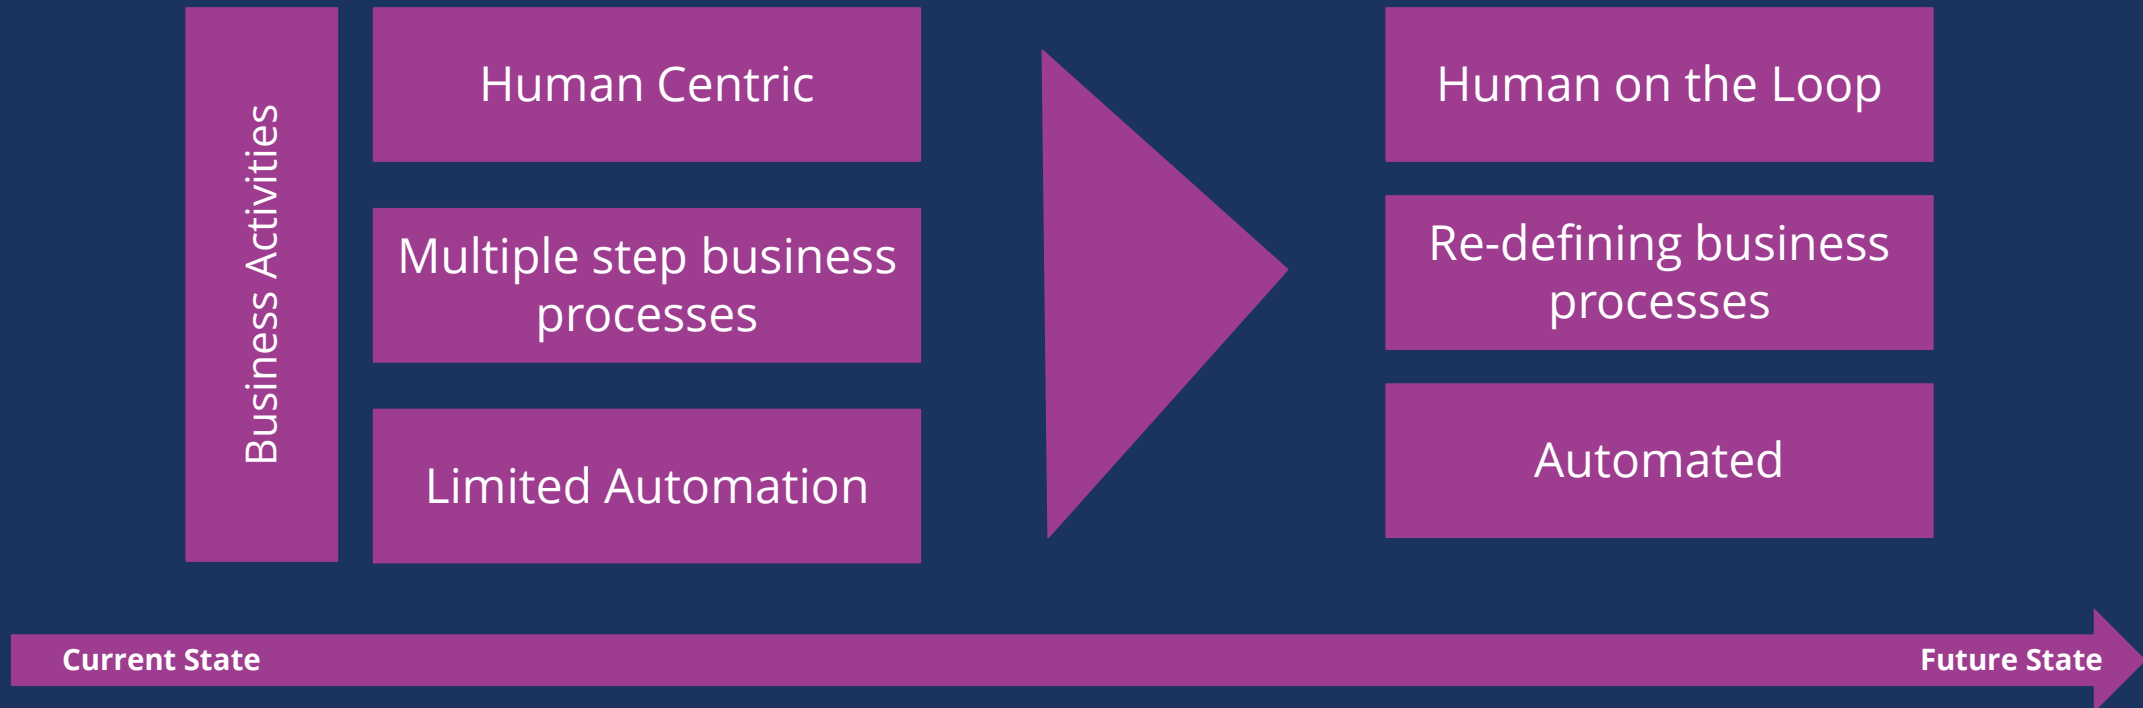 Business Activities
Human Centric
Multiple step business
processes
Limited Automation
Human on the Loop
Re-defining business
processes
Automated
Current State
Future State